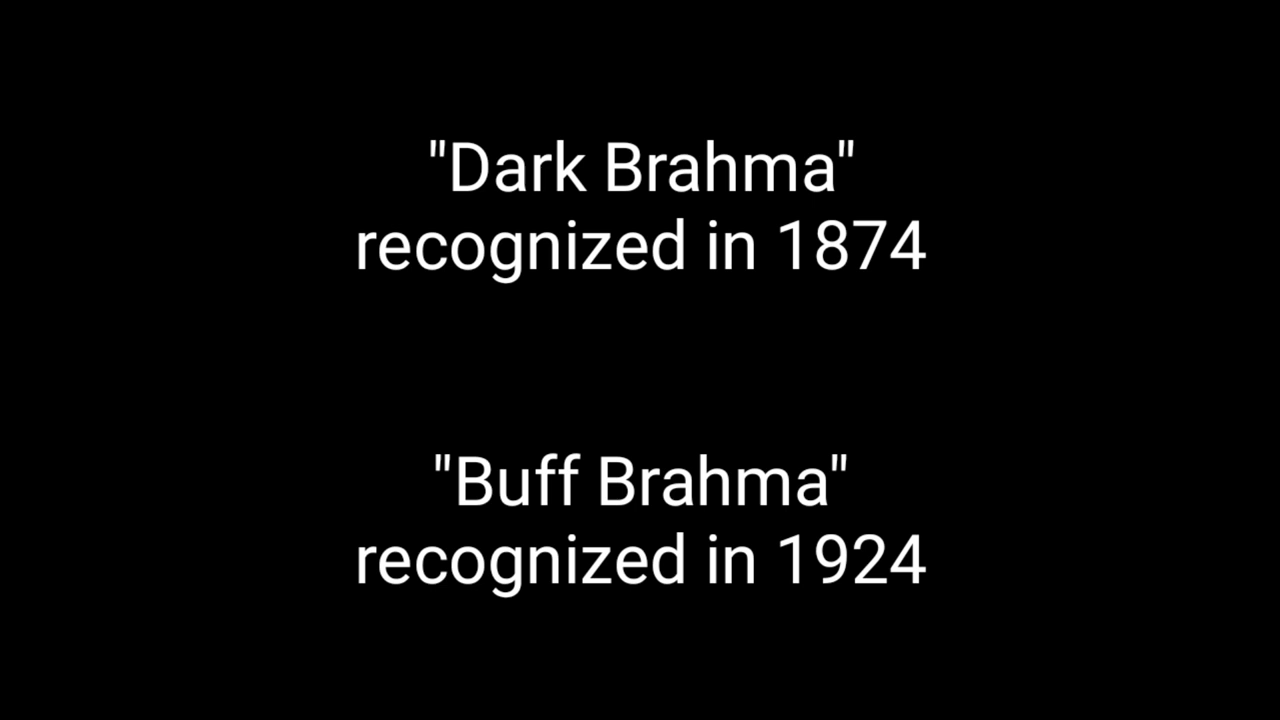 "Dark Brahma"
recognized in 1874
"Buff Brahma"
recognized in 1924